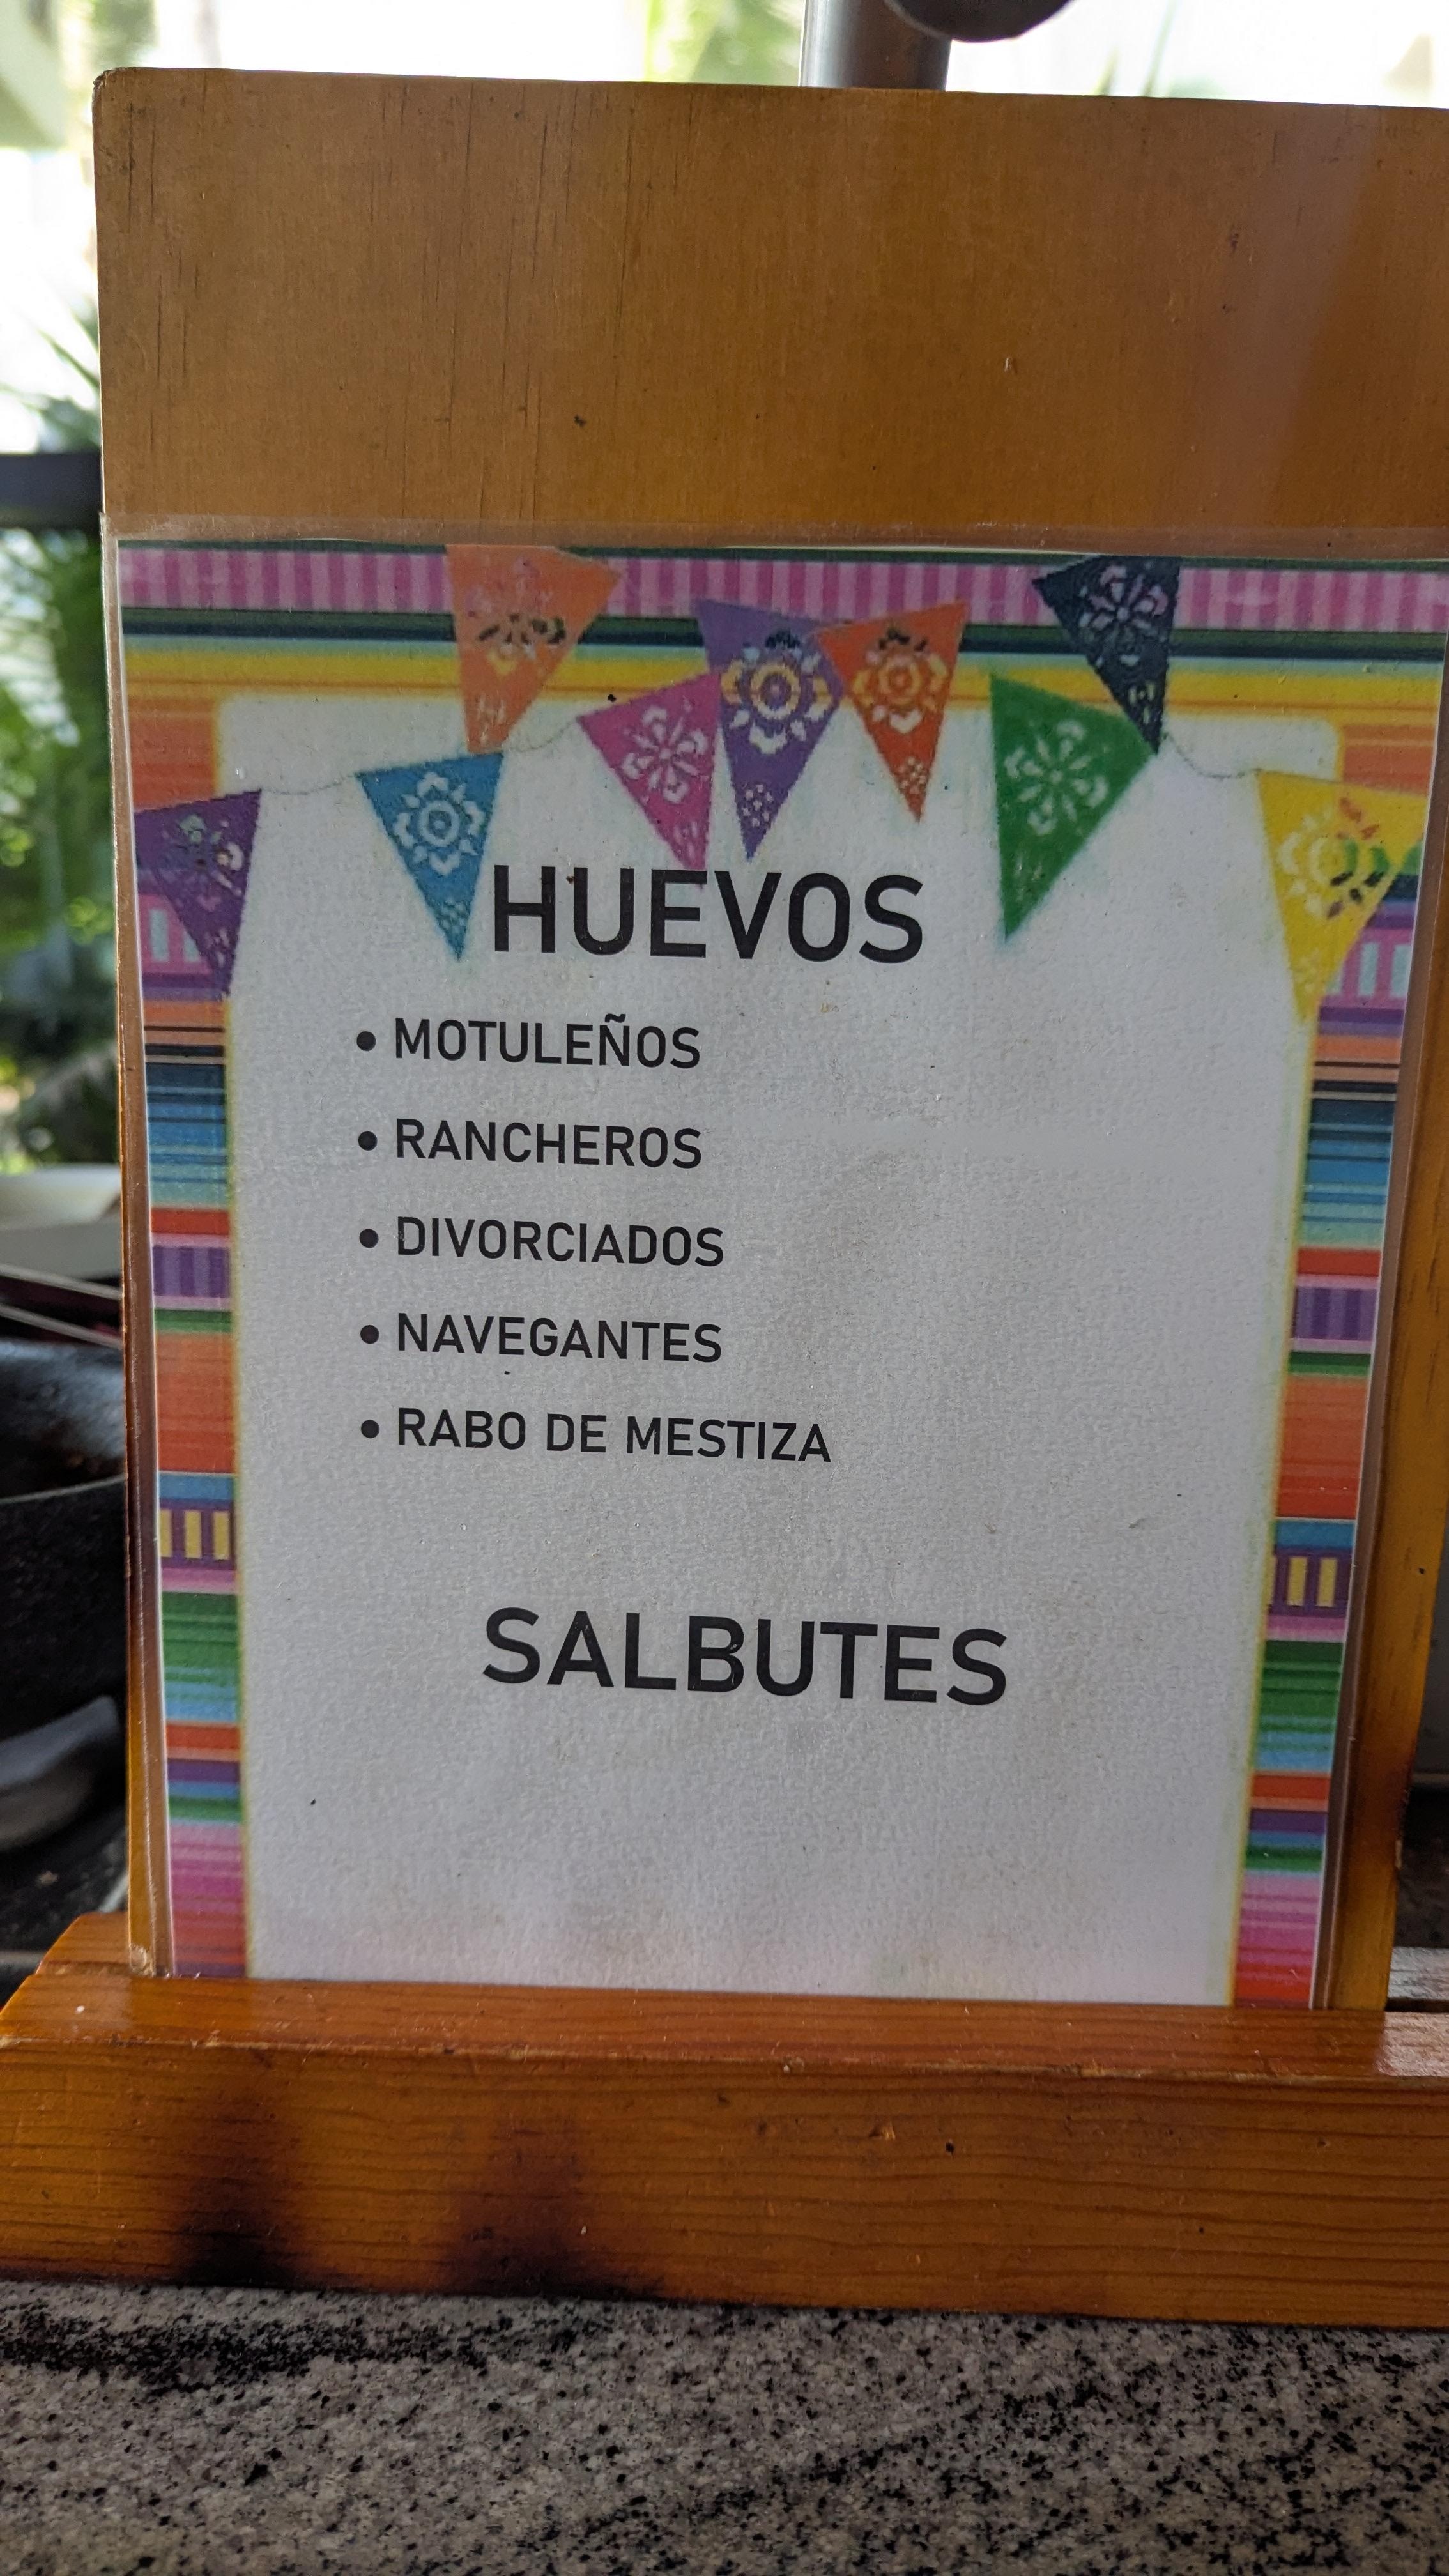 HUEVOS
• MOTULEÑOS
• RANCHEROS
• DIVORCIADOS
• NAVEGANTES
• RABO DE MESTIZA
SALBUTES